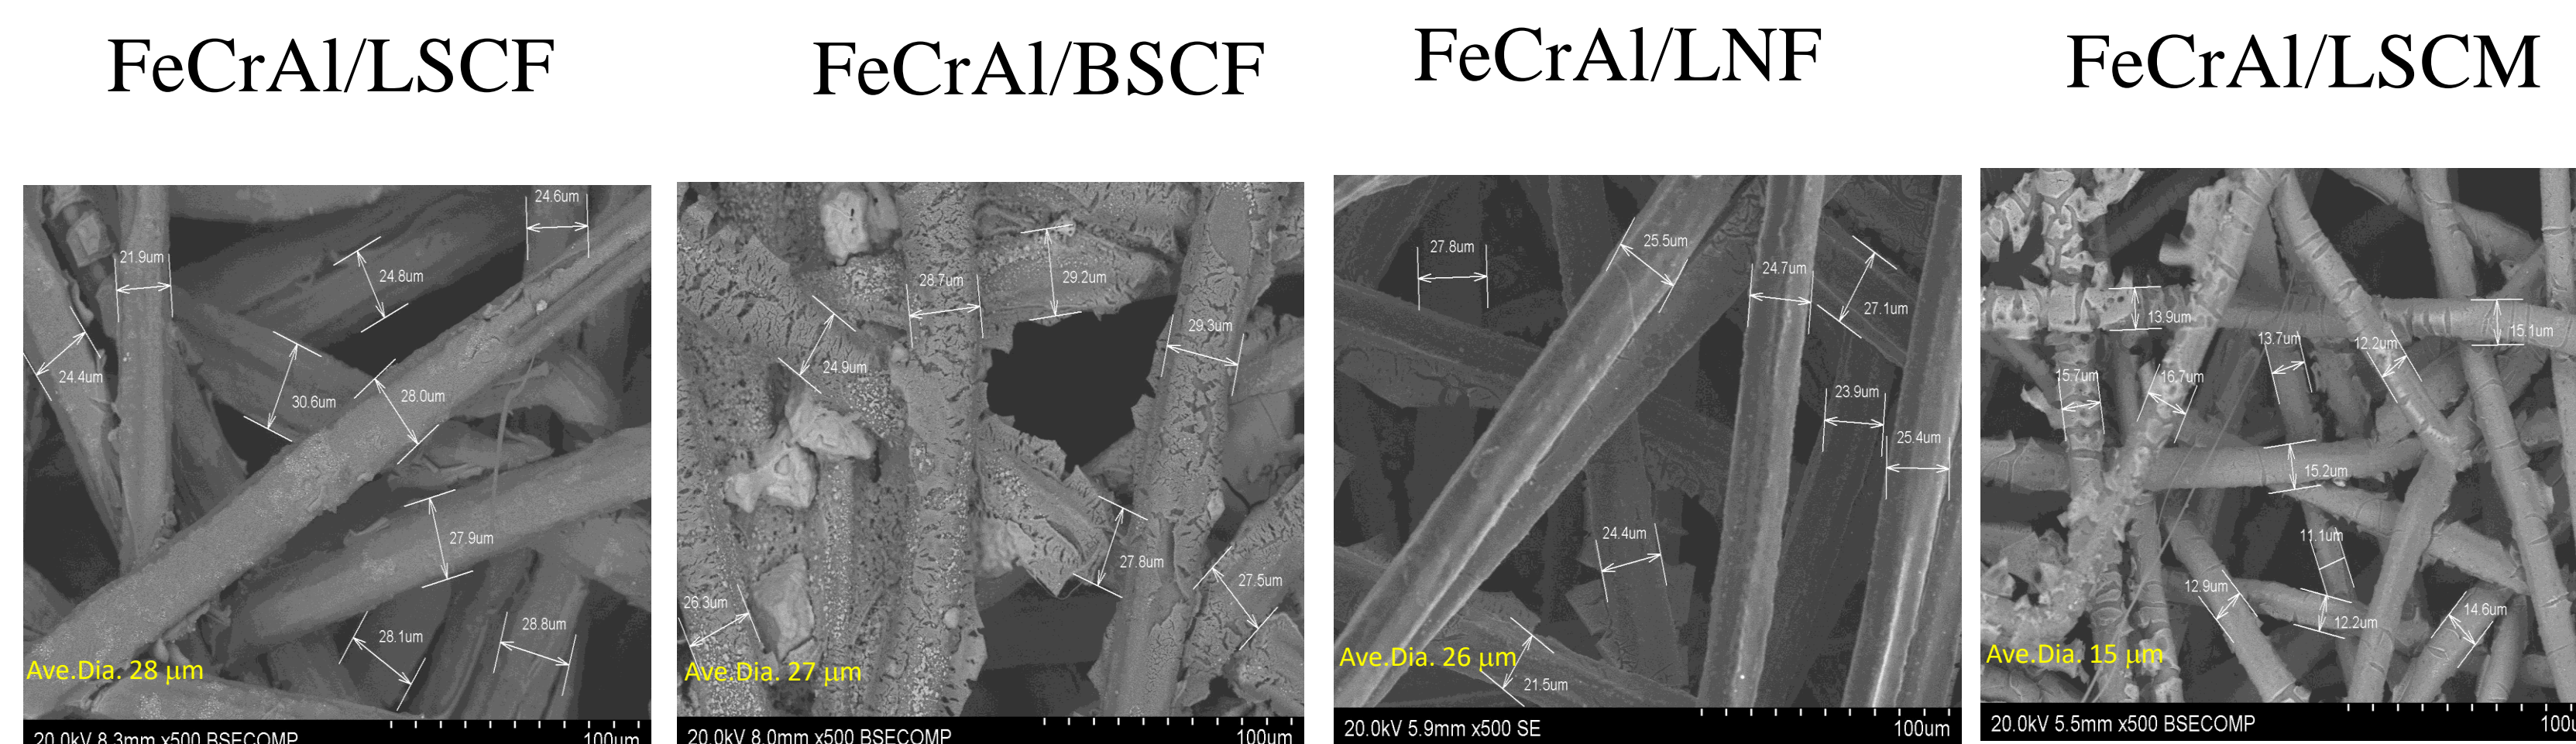 FeCrAl/LSCF
FeCrAl/BSCF
FeCrAl/LNF
FeCrAl/LSCM
24.6um
21.9um
24.8um
24.4um
30.6um
28.0um
27.9um
28.1um
28.8um
Ave.Dia. 28 μm
20.0kV 8.3mm x500 BSECOMP
100um
28.7um
29.2um
29.3um
24.9um
27.8um
27.5um
26.3um
Ave.Dia. 27 μm
20.0kV 8.0mm x500 BSECOMP
100um
27.8um
25.5um
24.7um
27.1um
23.9um
25.4um
24.4um
21.5um
Ave.Dia. 26 μm
20.0kV 5.9mm x500 SE
100um
13.9um
15.1um
13.7um
12.2um
15.7um
16.7um
15.2um
11.1um
12.9um
12.2um
14.6um
Ave.Dia. 15 μm
20.0kV 5.5mm x500 BSECOMP